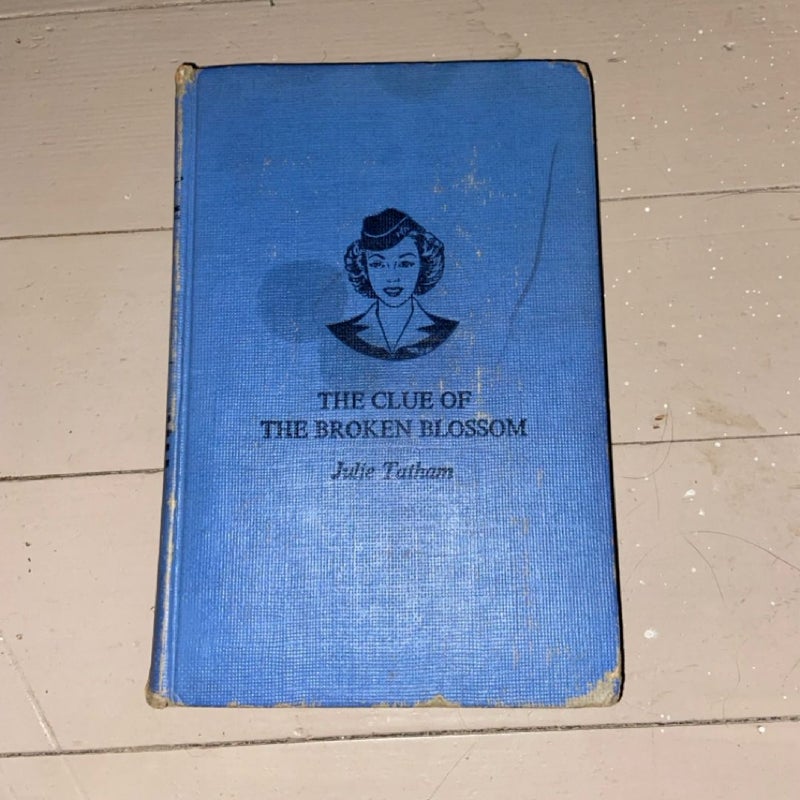 THE CLUE OF
THE BROKEN BLOSSOM
Julie Tatham